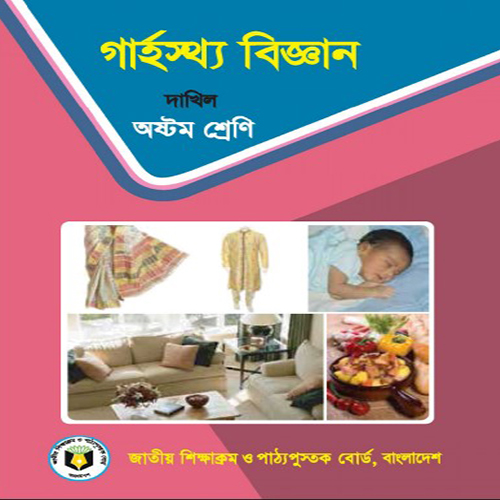 গার্হস্থ্য বিজ্ঞান
দাখিল
অষ্টম শ্রেণি
জাতীয় শিক্ষাক্রম ও পাঠ্যপুস্তক বোর্ড, বাংলাদেশ